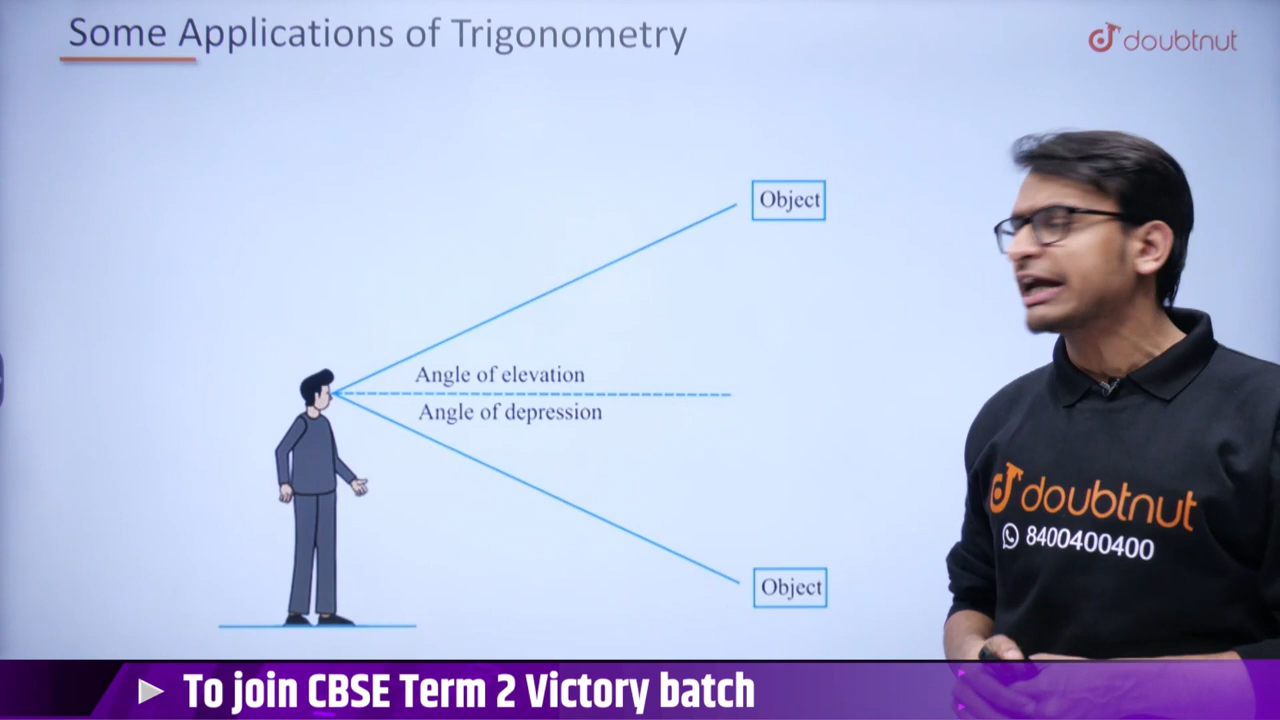 Some Applications of Trigonometry
doubtnut
Object
Angle of elevation
Angle of depression
Object
doubtnut
8400400400
To join CBSE Term 2 Victory batch